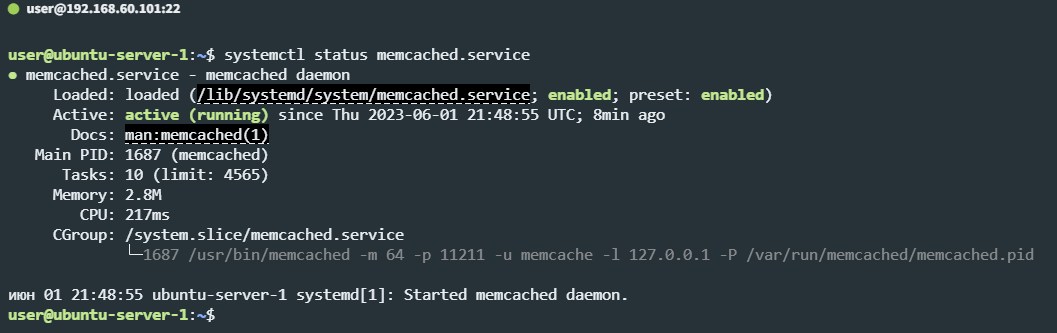 user@192.168.60.101:22
user@ubuntu-server-1:~$ systemctl status memcached.service
● memcached.service - memcached daemon
Loaded: loaded (/lib/systemd/system/memcached.service; enabled; preset: enabled)
Active: active (running) since Thu 2023-06-01 21:48:55 UTC; 8min ago
Docs: man:memcached(1)
Main PID: 1687 (memcached)
Tasks: 10 (limit: 4565)
Memory: 2.8M
CPU: 217ms
CGroup: /system.slice/memcached.service
└─1687 /usr/bin/memcached -m 64 -p 11211 -u memcache -l 127.0.0.1 -P /var/run/memcached/memcached.pid
июн 01 21:48:55 ubuntu-server-1 systemd[1]: Started memcached daemon.
user@ubuntu-server-1:~$